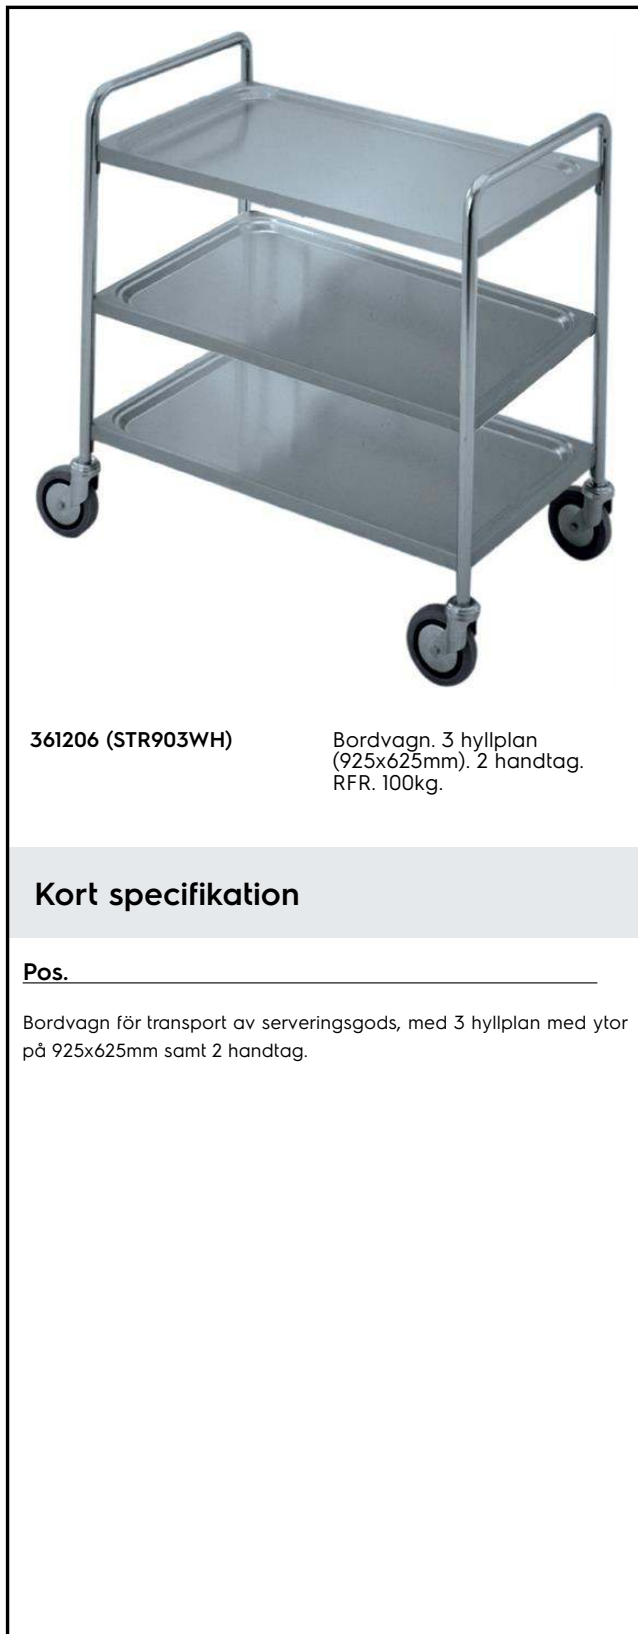 361206 (STR903WH)
Bordvagn. 3 hyllplan
(925x625mm). 2 handtag.
RFR. 100kg.
Kort specifikation
Pos.
Bordvagn för transport av serveringsgods, med 3 hyllplan med ytor
på 925x625mm samt 2 handtag.